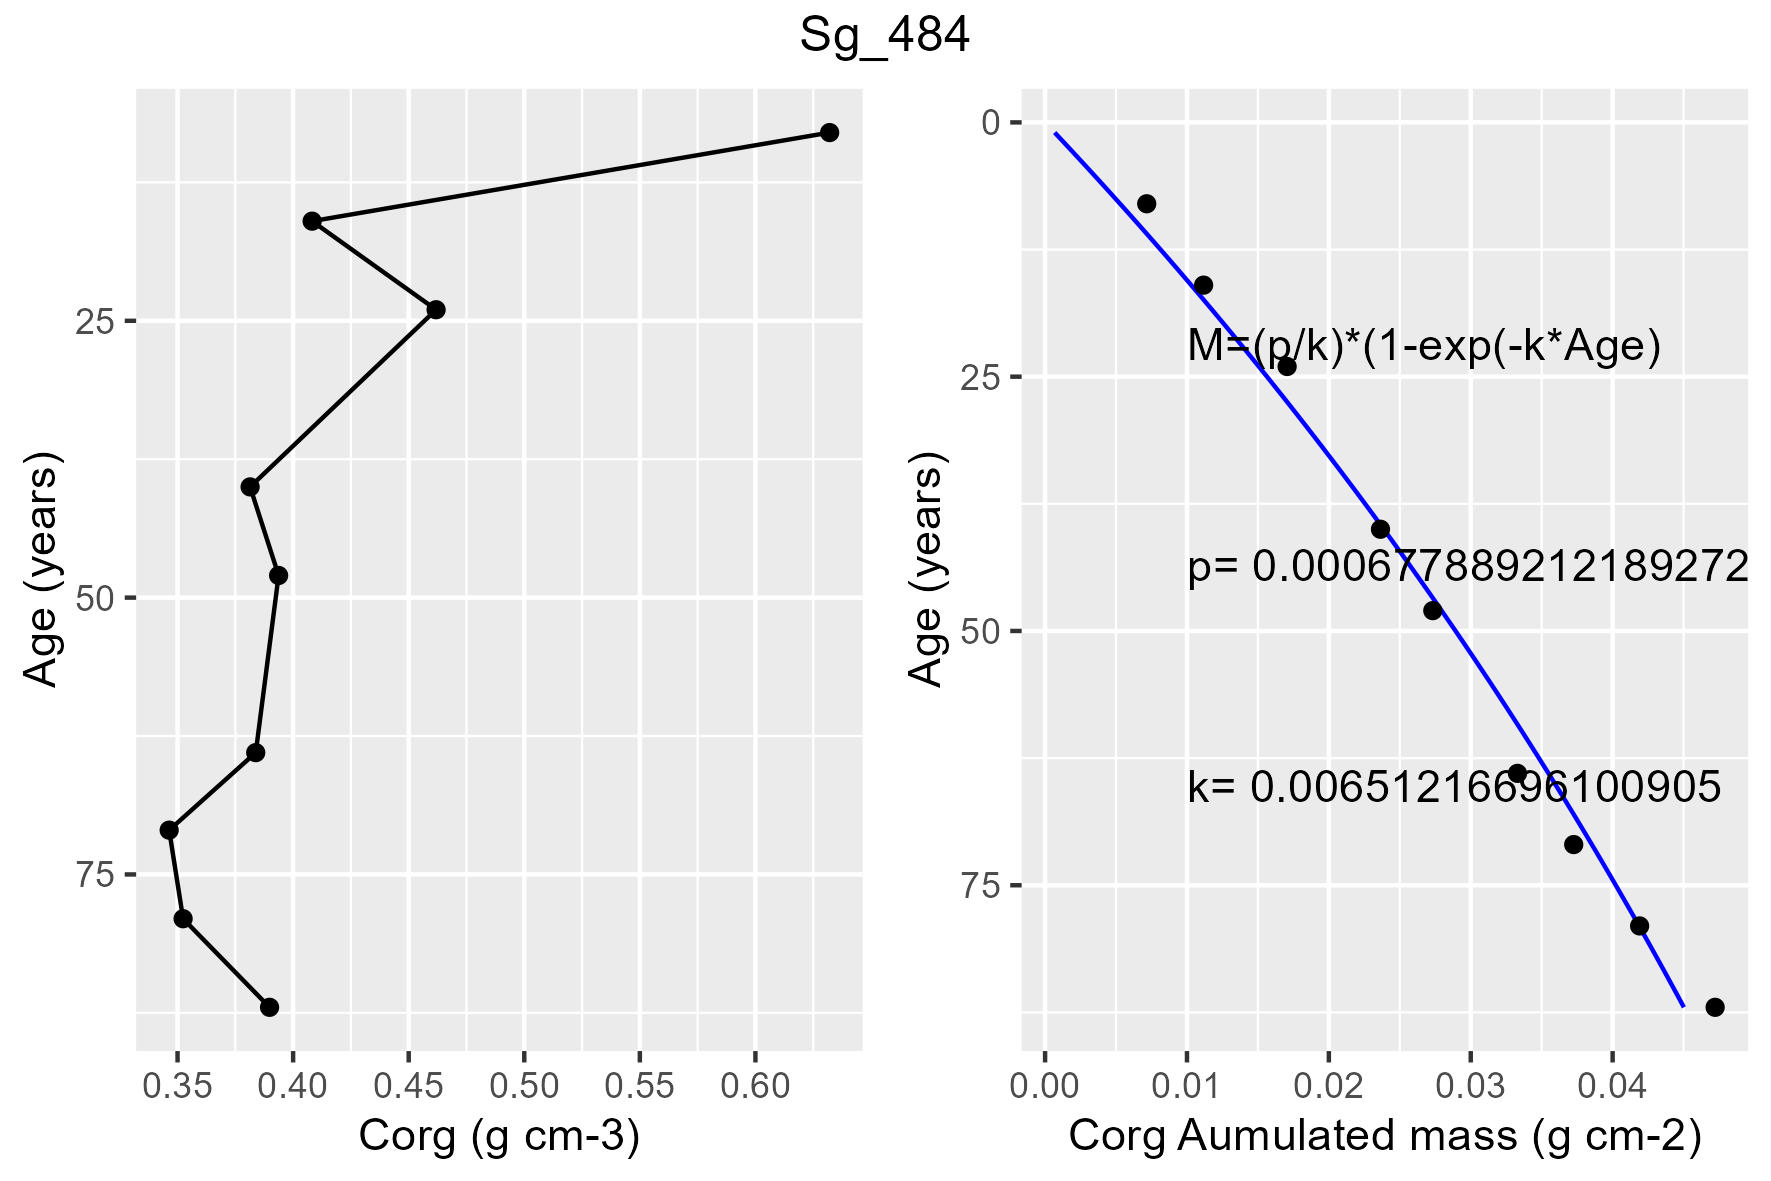 Sg_484
25
50
75
0.35 0.40 0.45 0.50 0.55 0.60
Corg (g cm-3)
Age (years)
0
25
50
75
0.00 0.01 0.02 0.03 0.04
Corg Aumulated mass (g cm-2)
Age (years)
M=(p/k)*(1-exp(-k*Age)
p= 0.000677889212189272
k= 0.00651216696100905